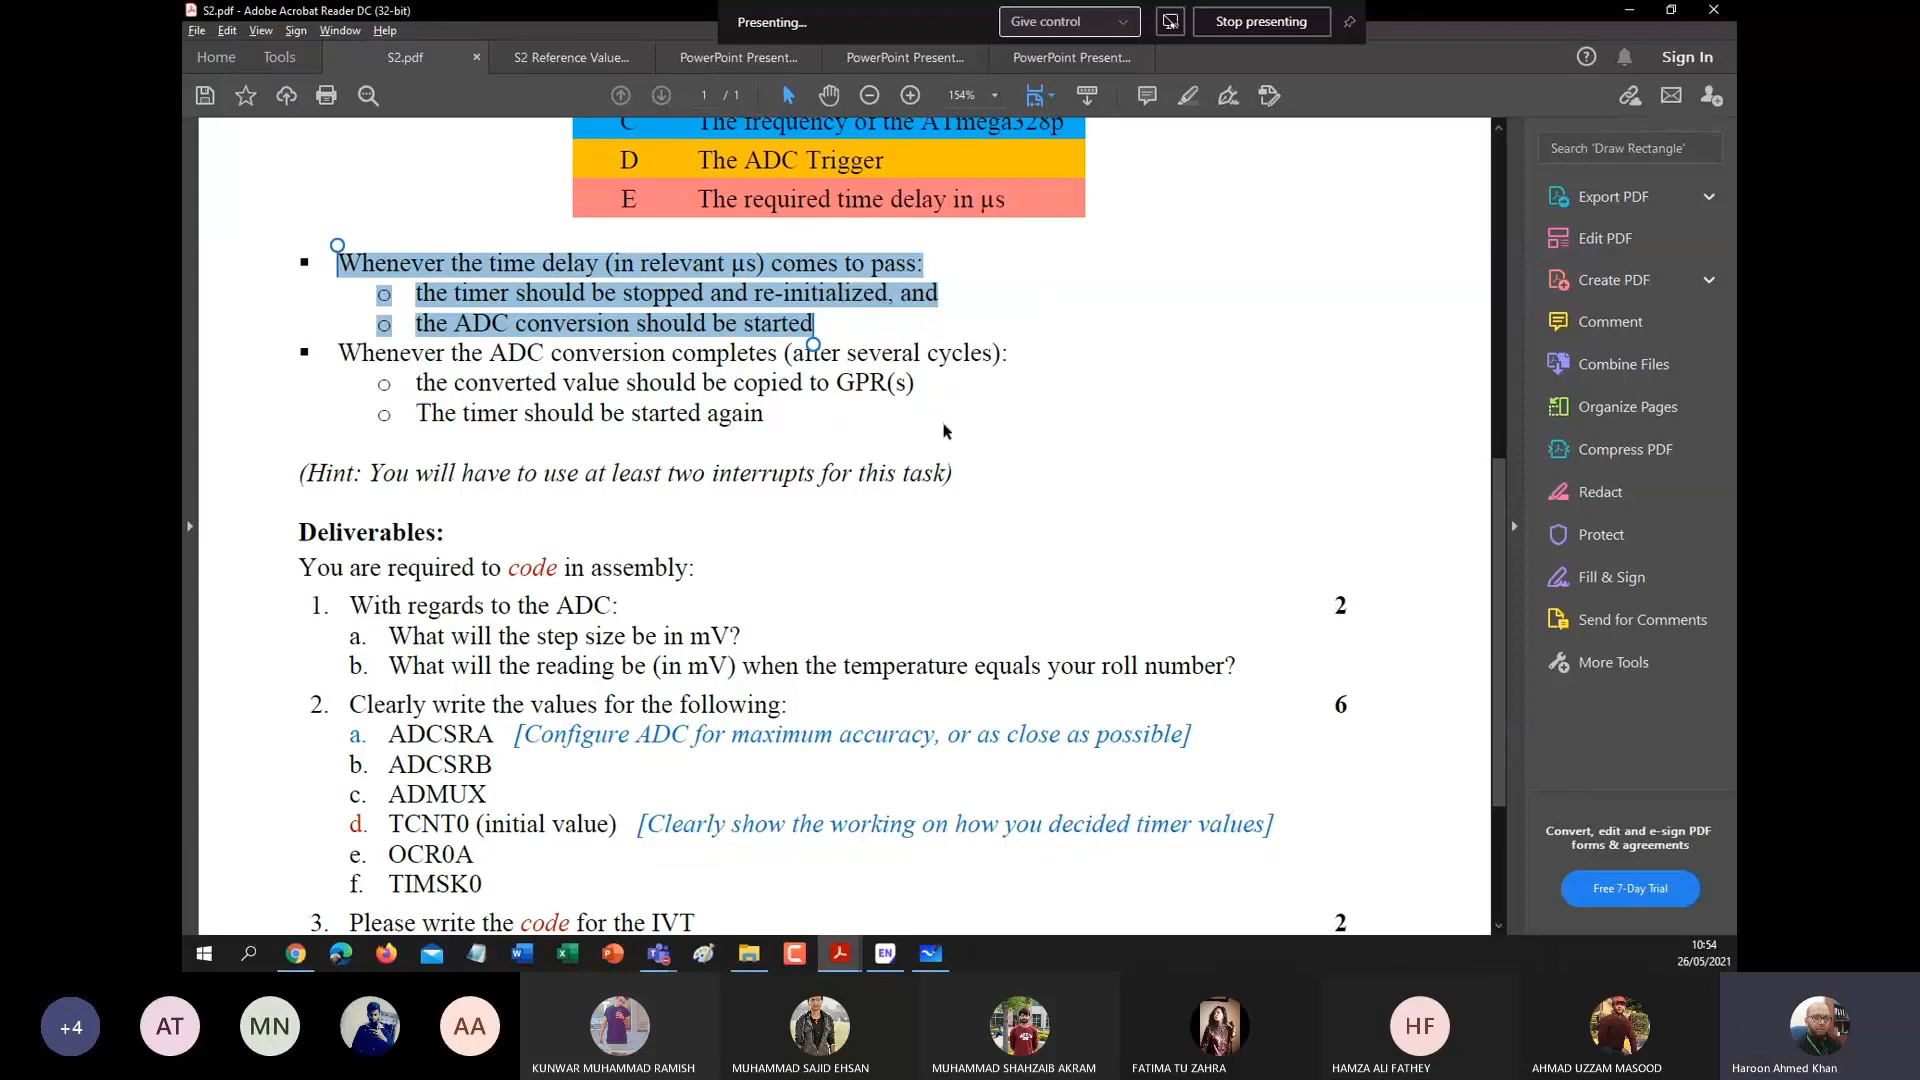 S2.pdf - Adobe Acrobat Reader DC (32-bit)
Presenting...
Give control
Stop presenting
File Edit View Sign Window Help
Home Tools S2.pdf × S2 Reference Value... PowerPoint Present... PowerPoint Present... PowerPoint Present... Sign In
1 / 1 154%
C The frequency of the ATmega328p
D The ADC Trigger
E The required time delay in µs
▪ Whenever the time delay (in relevant µs) comes to pass:
o the timer should be stopped and re-initialized, and
o the ADC conversion should be started
▪ Whenever the ADC conversion completes (after several cycles):
o the converted value should be copied to GPR(s)
o The timer should be started again
(Hint: You will have to use at least two interrupts for this task)
Deliverables:
You are required to code in assembly:
1. With regards to the ADC: 2
a. What will the step size be in mV?
b. What will the reading be (in mV) when the temperature equals your roll number?
2. Clearly write the values for the following: 6
a. ADCSRA [Configure ADC for maximum accuracy, or as close as possible]
b. ADCSRB
c. ADMUX
d. TCNT0 (initial value) [Clearly show the working on how you decided timer values]
e. OCR0A
f. TIMSK0
3. Please write the code for the IVT 2
Search 'Draw Rectangle'
Export PDF
Edit PDF
Create PDF
Comment
Combine Files
Organize Pages
Compress PDF
Redact
Protect
Fill & Sign
Send for Comments
More Tools
Convert, edit and e-sign PDF
forms & agreements
Free 7-Day Trial
EN
10:54
26/05/2021
+4 AT MN AA HF
KUNWAR MUHAMMAD RAMISH MUHAMMAD SAJID EHSAN MUHAMMAD SHAHZAIB AKRAM FATIMA TU ZAHRA HAMZA ALI FATHEY AHMAD UZZAM MASOOD Haroon Ahmed Khan